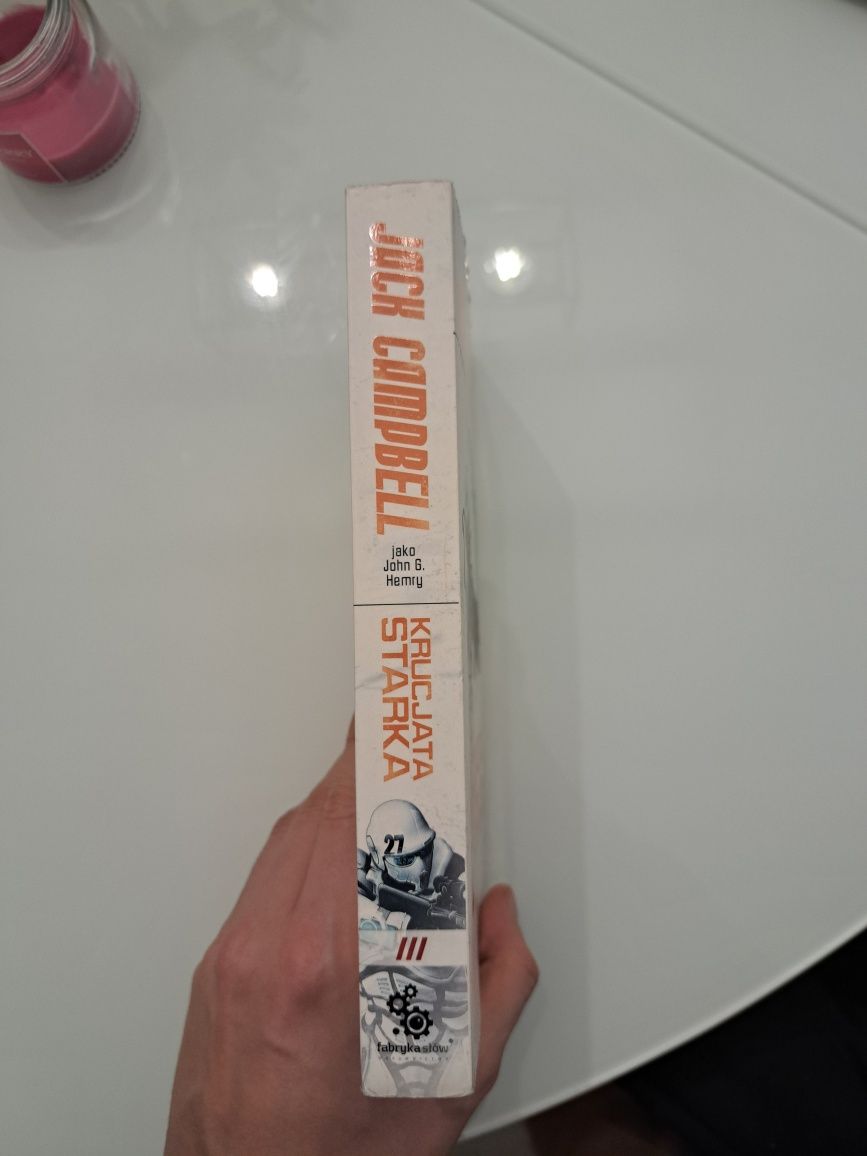 JACK CAMPBELL
jako
John G.
Hemry
KRUCJATA
STARKA
27
III
fabryka słów